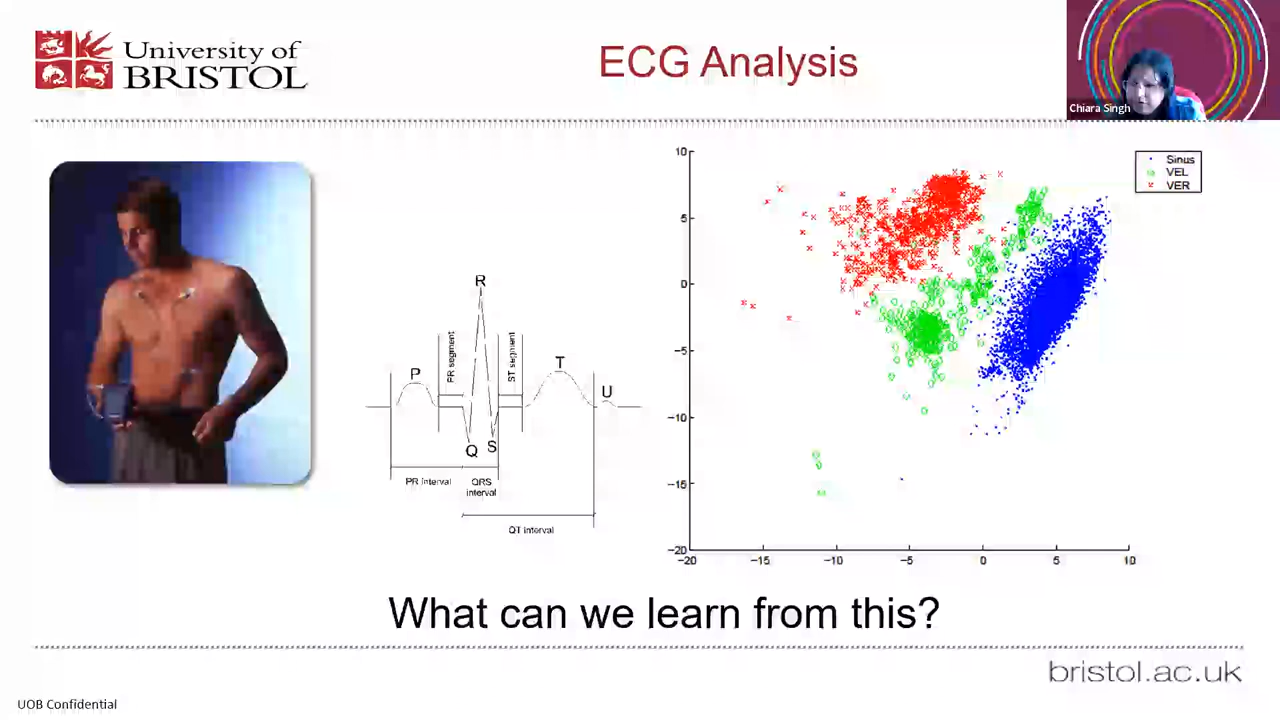 University of
BRISTOL
ECG Analysis
Chiara Singh
R
P
PR segment
ST segment
T
U
Q
S
PR interval
QRS
interval
QT interval
10
5
0
−5
−10
−15
−20
−20
−15
−10
−5
0
5
10
Sinus
VEL
VER
What can we learn from this?
bristol.ac.uk
UOB Confidential